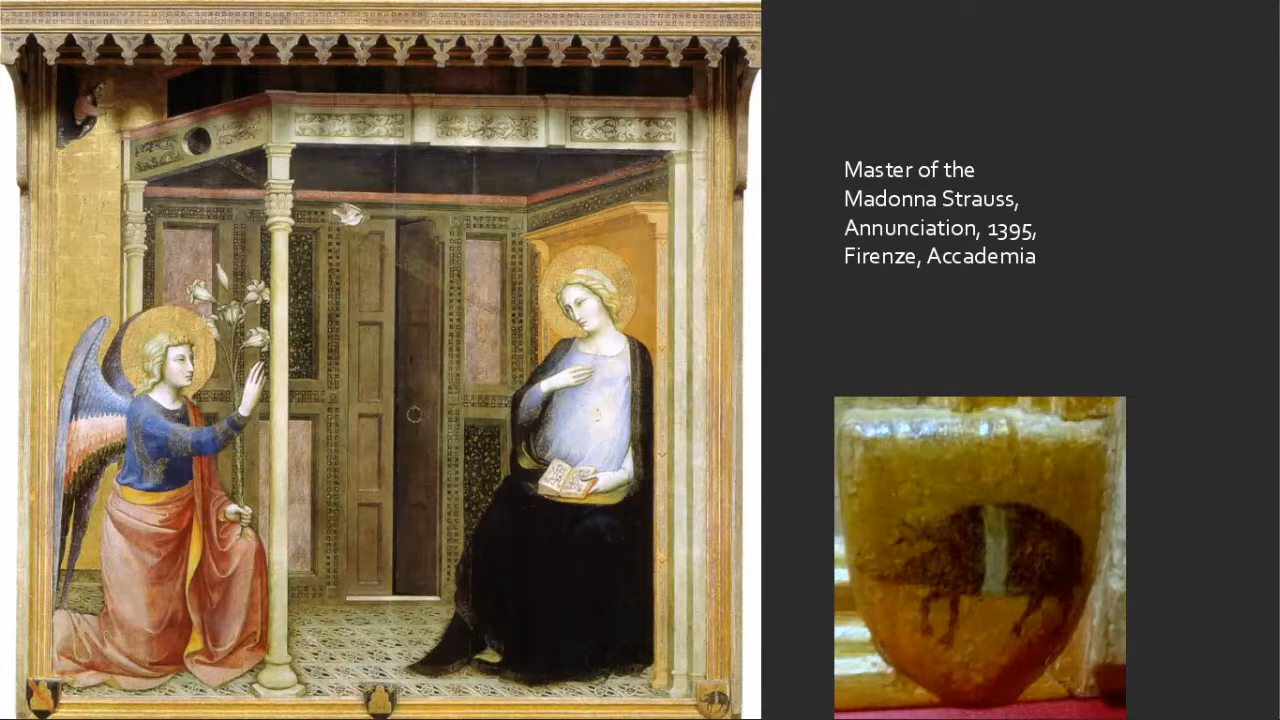 Master of the
Madonna Strauss,
Annunciation, 1395,
Firenze, Accademia